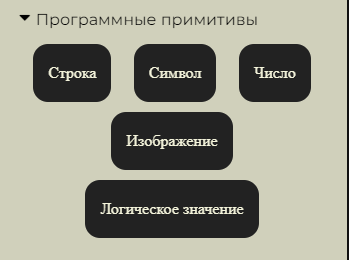 Программные примитивы
Строка Символ Число
Изображение
Логическое значение